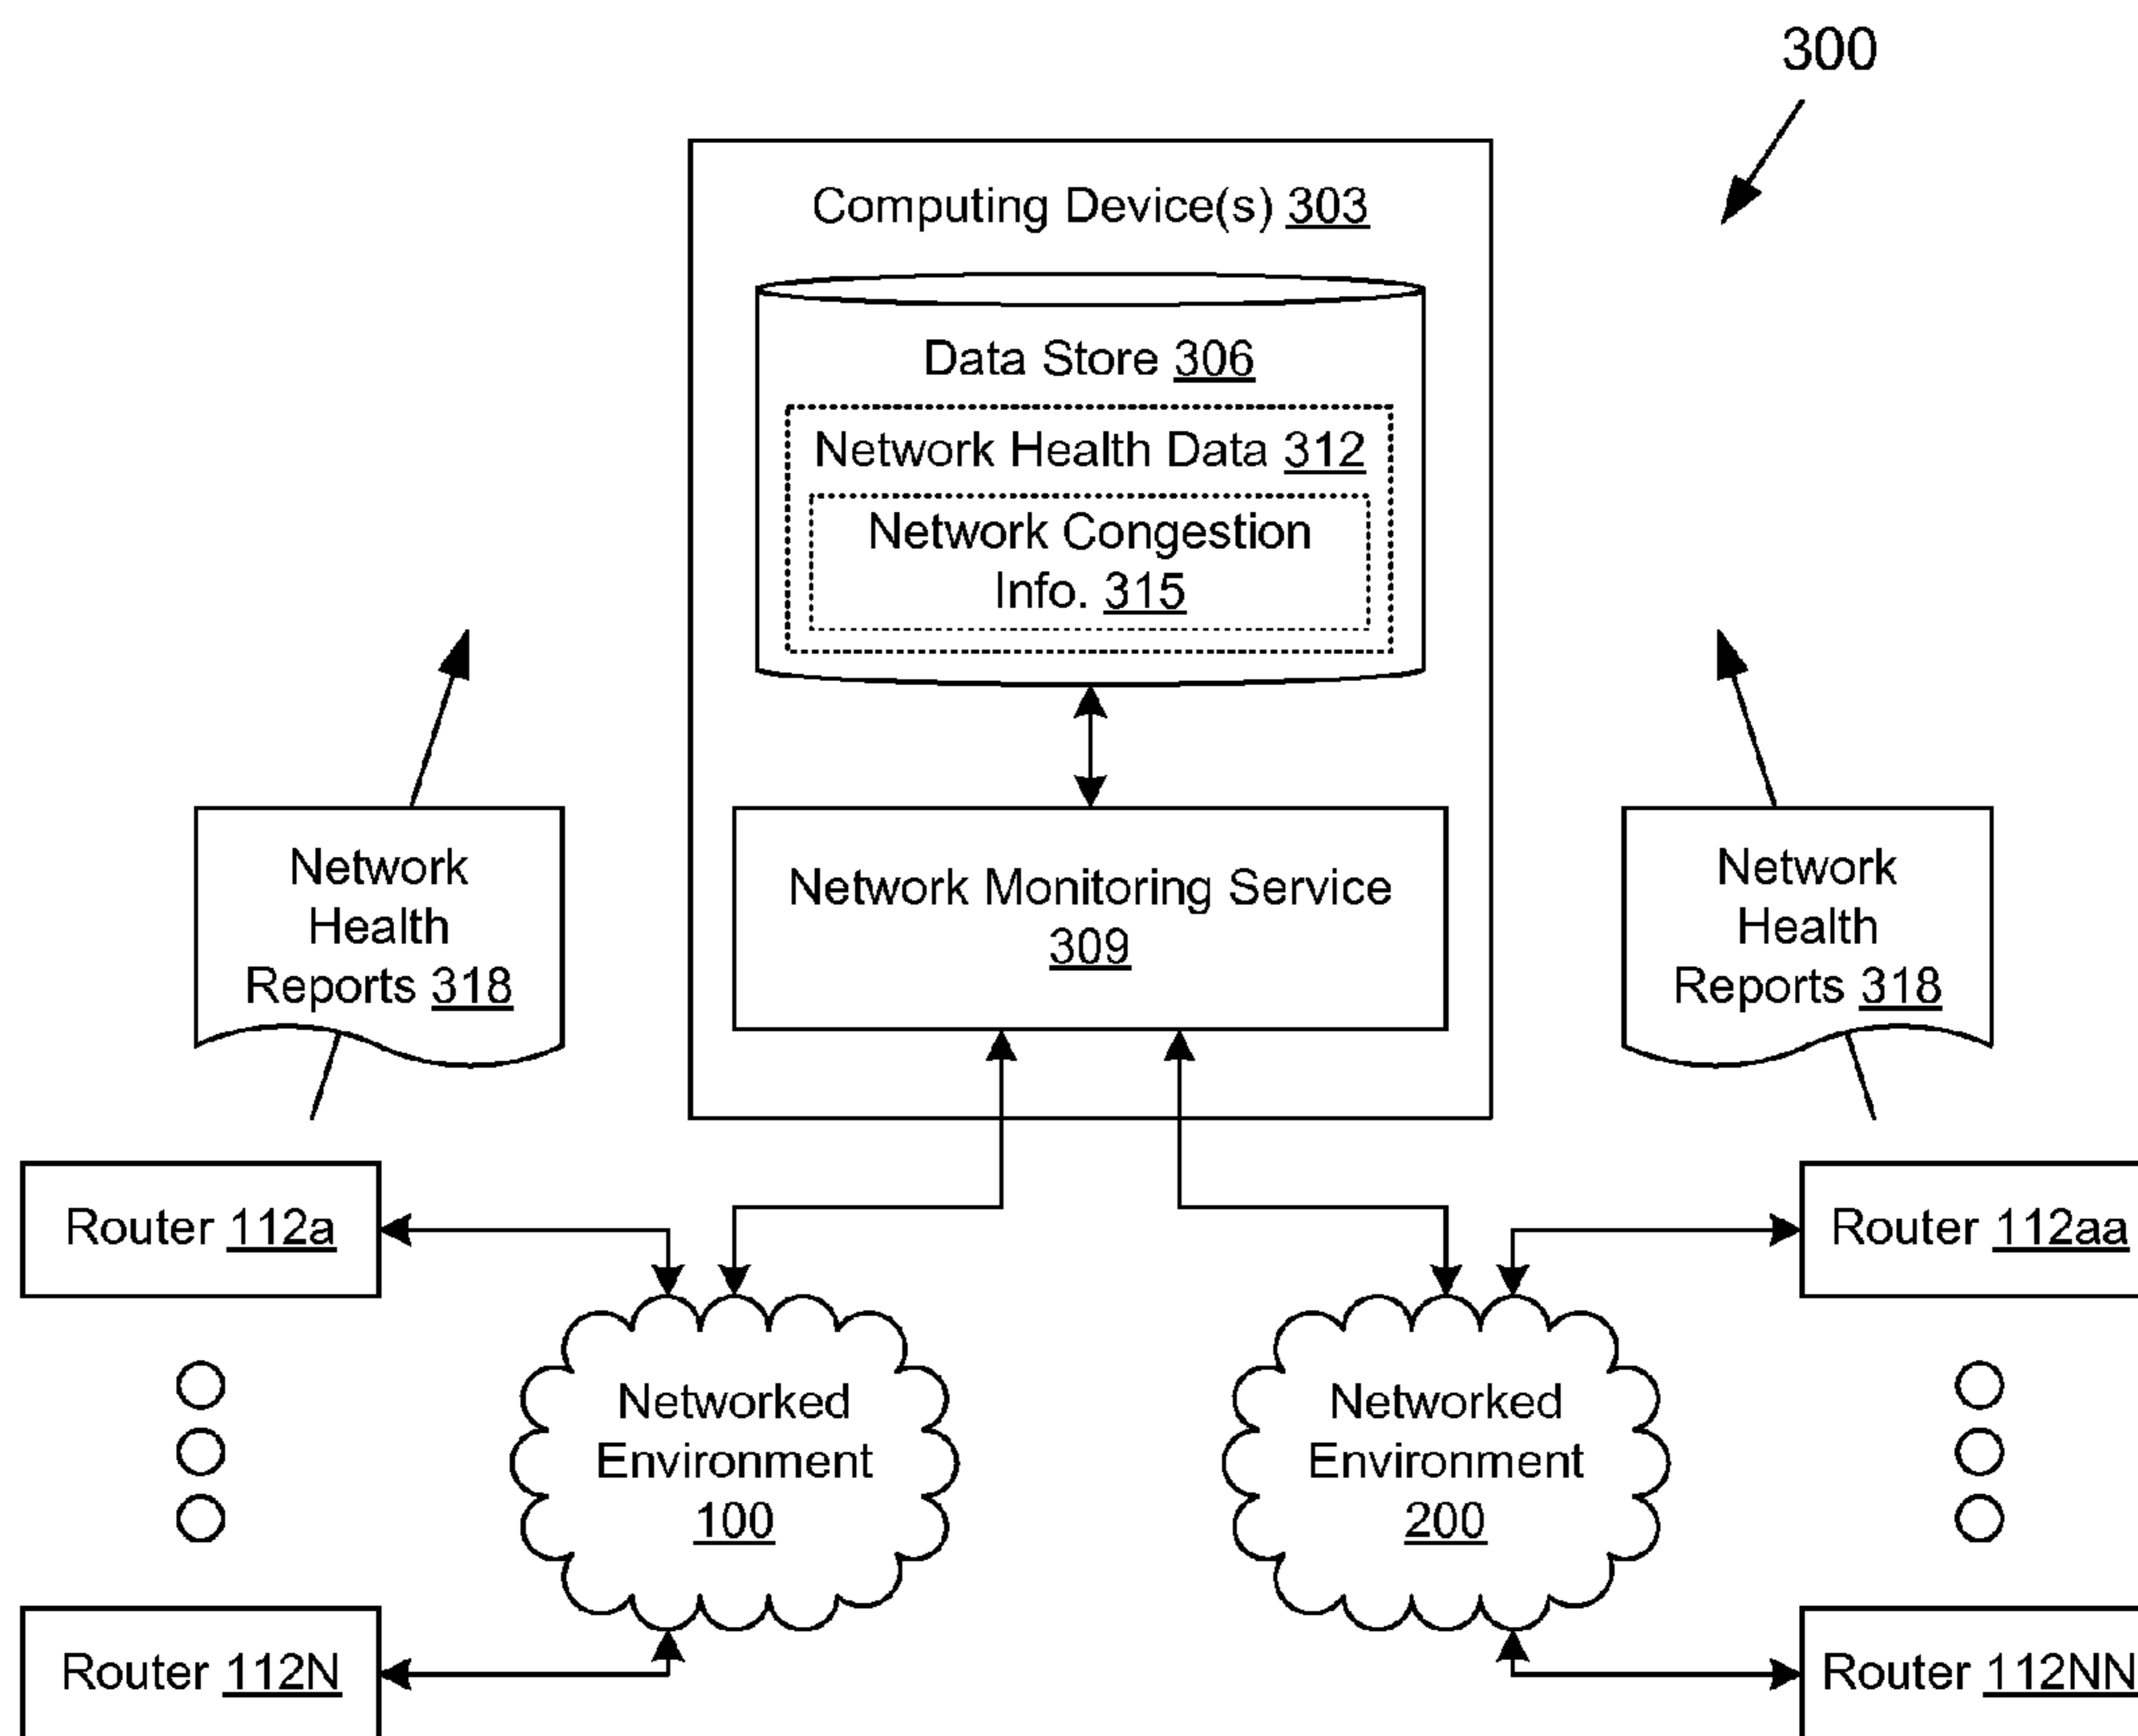 300
Computing Device(s) 303
Data Store 306
Network Health Data 312
Network Congestion
Info. 315
Network
Health
Reports 318
Network Monitoring Service
309
Network
Health
Reports 318
Router 112a
Router 112aa
Networked
Environment
100
Networked
Environment
200
Router 112N
Router 112NN